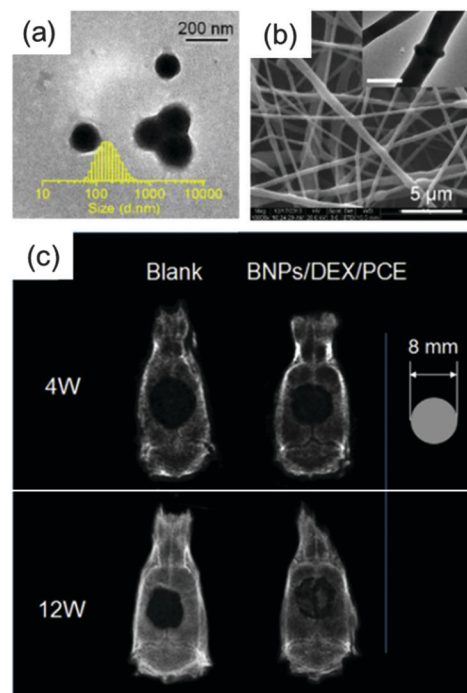 (a)
200 nm
10 100 1000 10000
Size (d.nm)
(b)
5 µm
(c)
Blank BNPs/DEX/PCE
4W
8 mm
12W